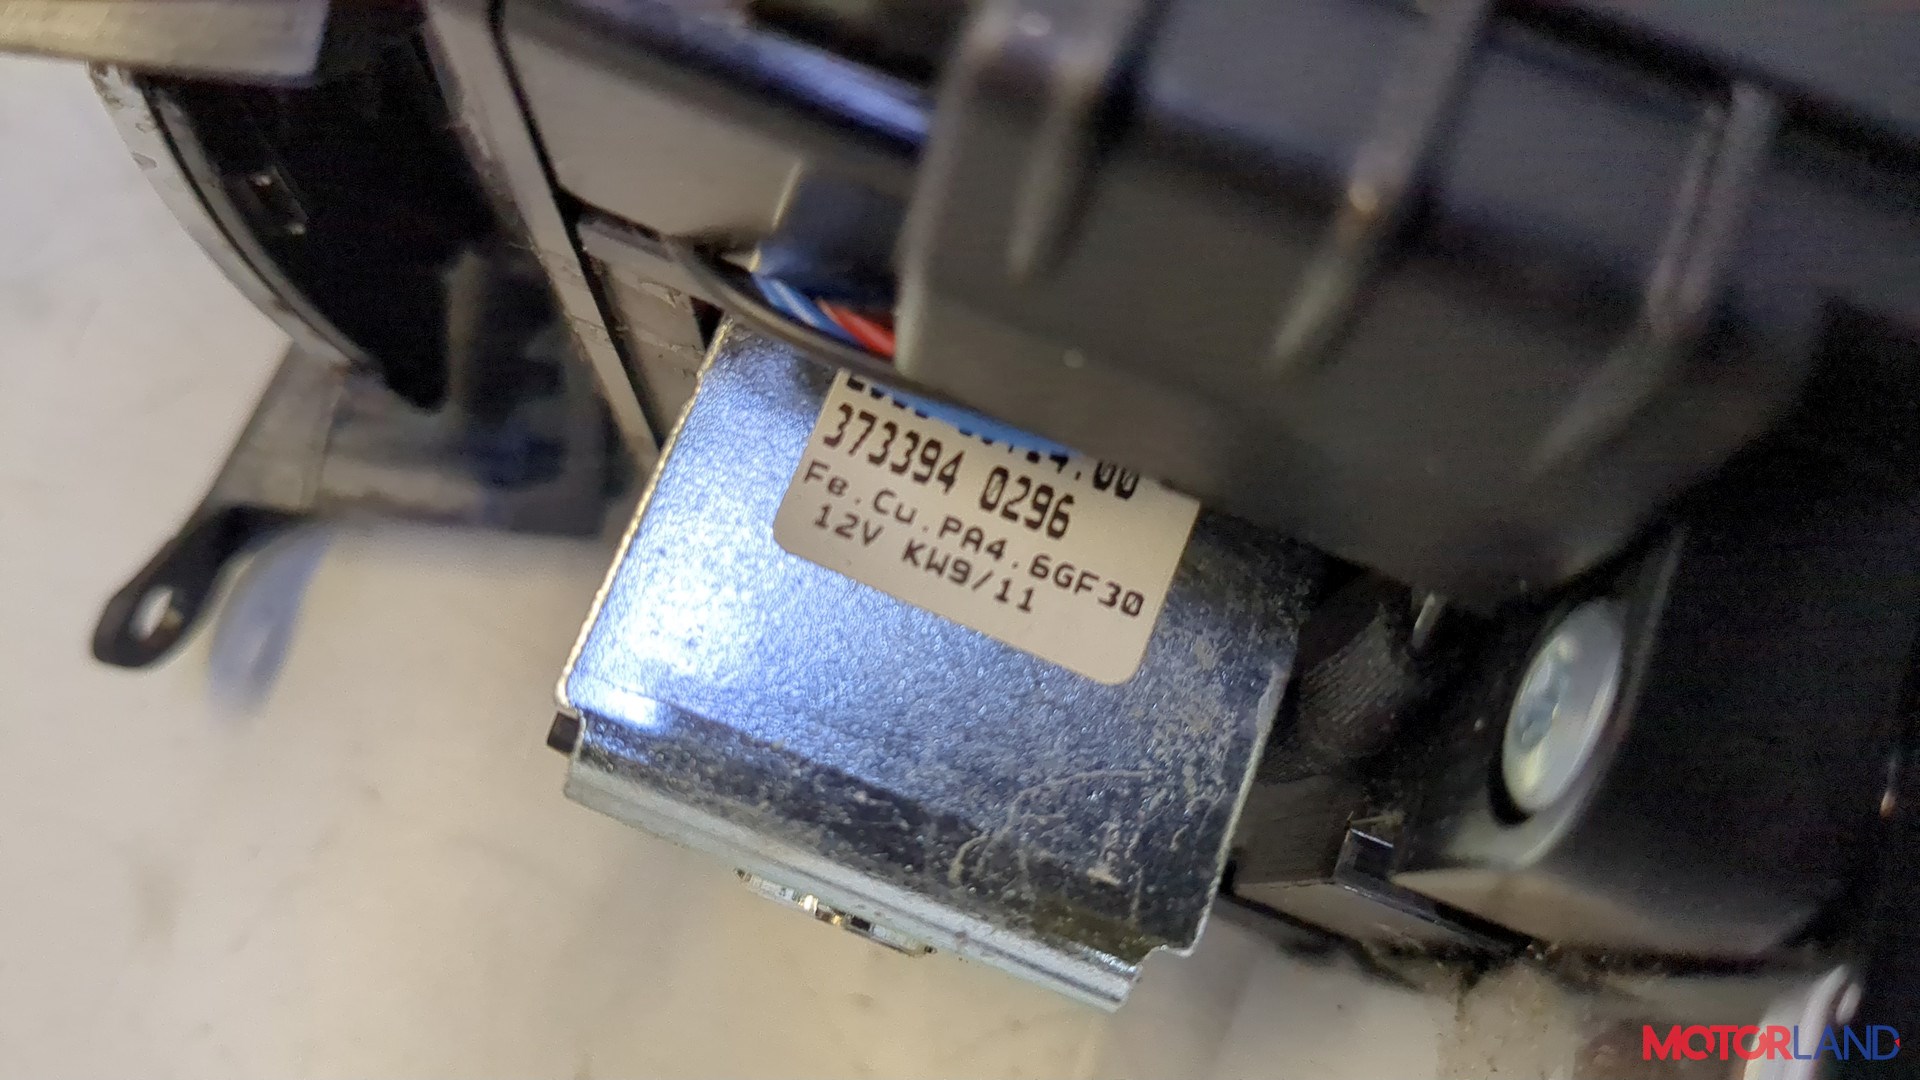 373394 0296
Fe.Cu.PA4.6GF30
12V KW9/11
MOTORLAND